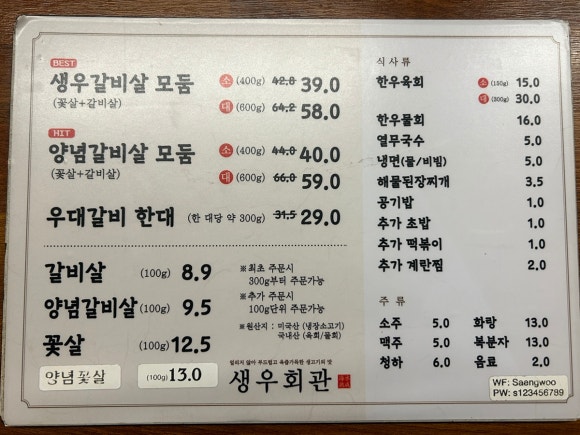 BEST
생우갈비살 모둠 소 (400g) 42.0 39.0
(꽃살+갈비살) 대 (600g) 64.2 58.0
HIT
양념갈비살 모둠 소 (400g) 44.0 40.0
(꽃살+갈비살) 대 (600g) 66.0 59.0
우대갈비 한대 (한 대당 약 300g) 31.5 29.0
갈비살 (100g) 8.9
양념갈비살 (100g) 9.5
꽃살 (100g) 12.5
양념꽃살 (100g) 13.0
※최초 주문시
300g부터 주문가능
※추가 주문시
100g단위 주문가능
※원산지 : 미국산 (냉장소고기)
국내산 (육회/물회)
생우회관
식사류
한우육회 소 (150g) 15.0
대 (300g) 30.0
한우물회 16.0
열무국수 5.0
냉면(물/비빔) 5.0
해물된장찌개 3.5
공기밥 1.0
추가 초밥 1.0
추가 떡볶이 1.0
추가 계란찜 2.0
주류
소주 5.0 화랑 13.0
맥주 5.0 복분자 13.0
청하 6.0 음료 2.0
WF: Saengwoo
PW: s123456789